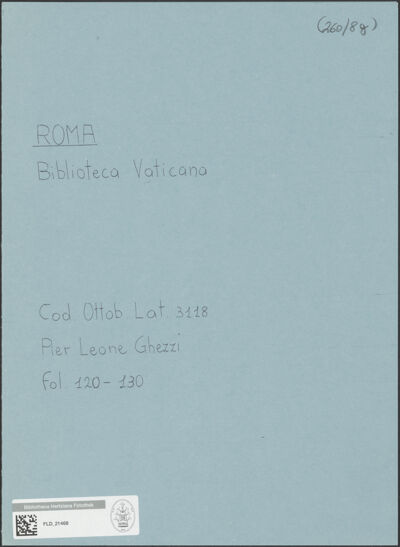 (260/8g)
ROMA
Biblioteca Vaticana
Cod Ottob Lat. 3118
Pier Leone Ghezzi
fol. 120-130
Bibliotheca Hertziana Fotothek
FLD_21468